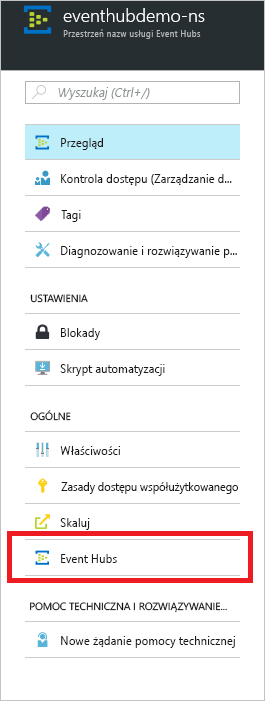 eventhubdemo-ns
Przestrzeń nazw usługi Event Hubs
Wyszukaj (Ctrl+/)
Przegląd
Kontrola dostępu (Zarządzanie d...
Tagi
Diagnozowanie i rozwiązywanie p...
USTAWIENIA
Blokady
Skrypt automatyzacji
OGÓLNE
Właściwości
Zasady dostępu współużytkowanego
Skaluj
Event Hubs
POMOC TECHNICZNA I ROZWIĄZYWANIE...
Nowe żądanie pomocy technicznej